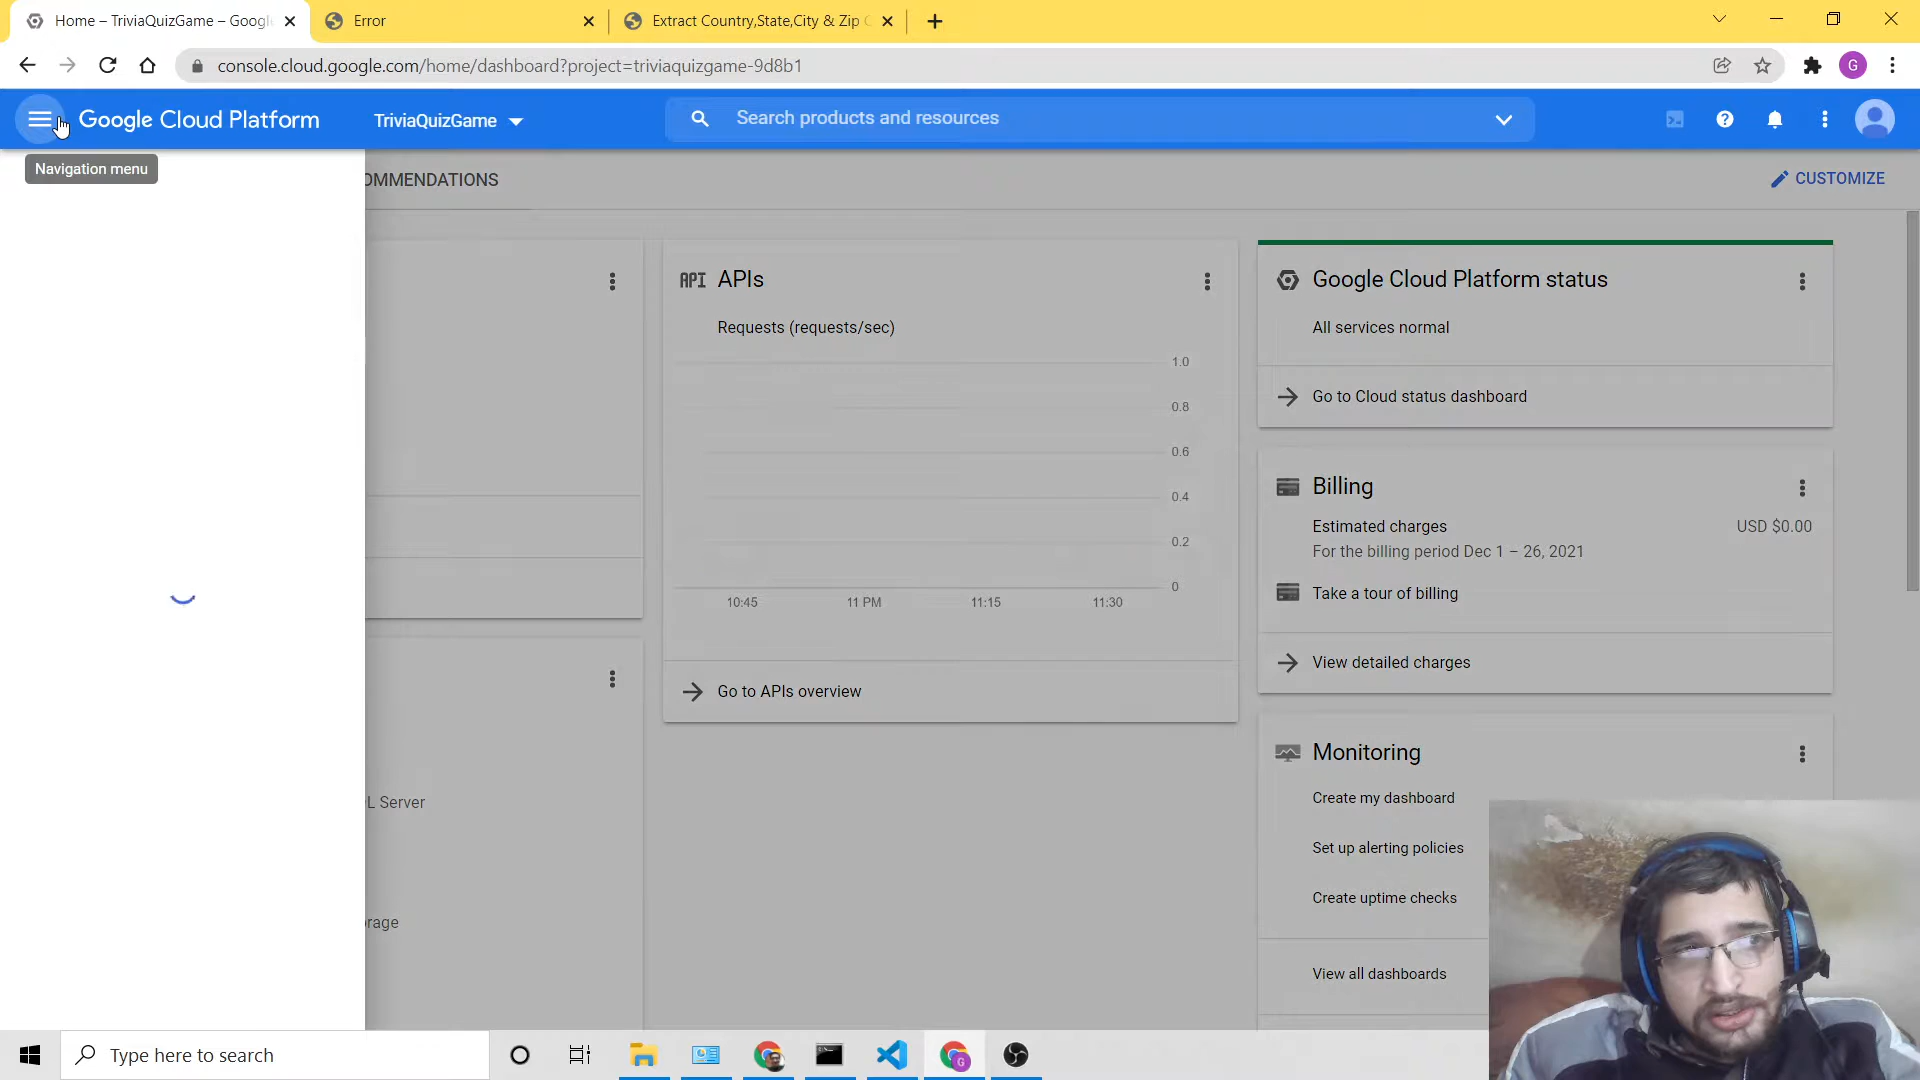 Home – TriviaQuizGame – Googl
Error
Extract Country,State,City & Zip C
console.cloud.google.com/home/dashboard?project=triviaquizgame-9d8b1
G
Google Cloud Platform
TriviaQuizGame
Search products and resources
Navigation menu
OMMENDATIONS
CUSTOMIZE
API APIs
Requests (requests/sec)
1.0
0.8
0.6
0.4
0.2
0
10:45
11 PM
11:15
11:30
Go to APIs overview
Google Cloud Platform status
All services normal
Go to Cloud status dashboard
Billing
Estimated charges
USD $0.00
For the billing period Dec 1 – 26, 2021
Take a tour of billing
View detailed charges
Monitoring
Create my dashboard
Set up alerting policies
Create uptime checks
View all dashboards
L Server
rage
Type here to search